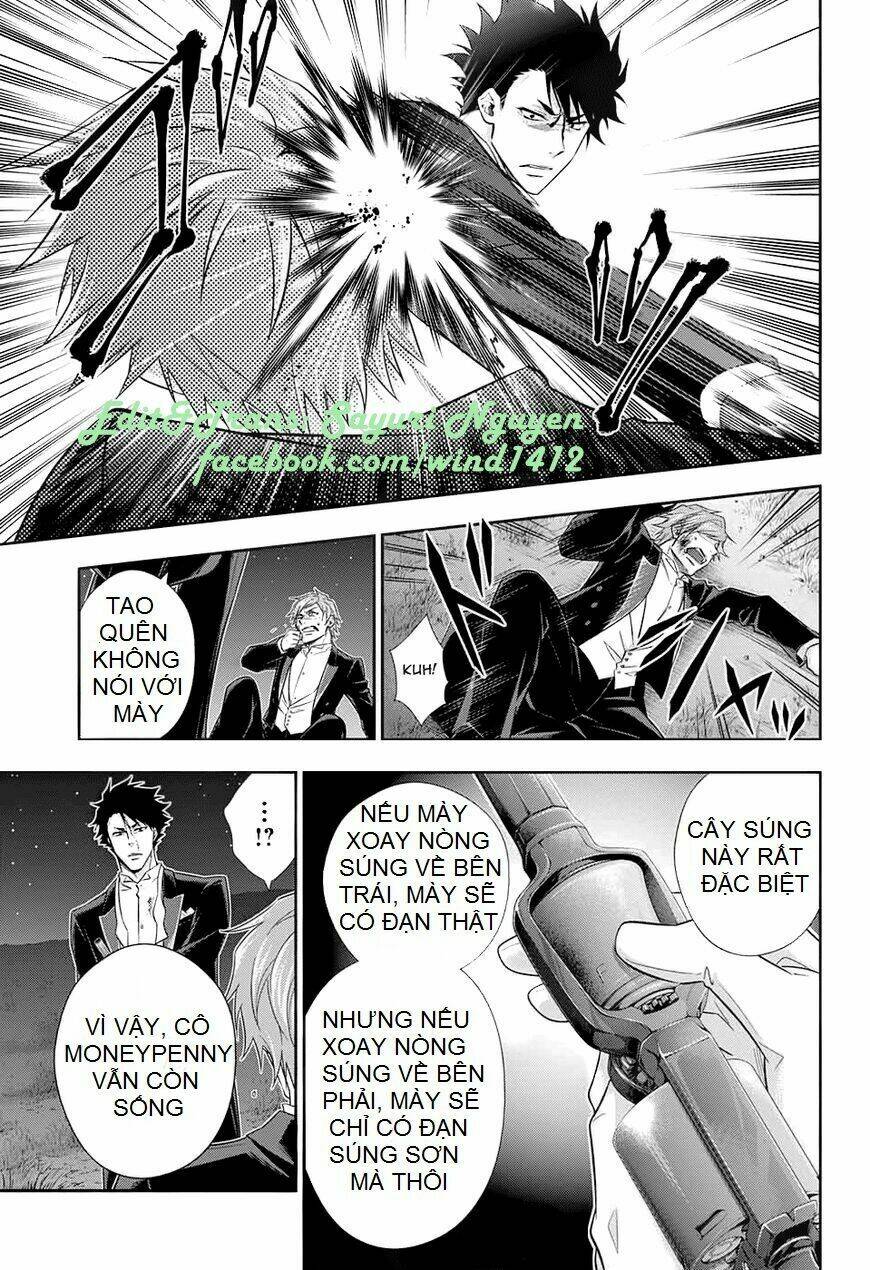 Edit&Trans: Sayuri Nguyen
facebook.com/wind1412
KUH!
TAO
QUÊN
KHÔNG
NÓI VỚI
MÀY
CÂY SÚNG
NÀY RẤT
ĐẶC BIỆT
NẾU MÀY
XOAY NÒNG
SÚNG VỀ BÊN
TRÁI, MÀY SẼ
CÓ ĐẠN THẬT
NHƯNG NẾU
XOAY NÒNG
SÚNG VỀ BÊN
PHẢI, MÀY SẼ
CHỈ CÓ ĐẠN
SÚNG SƠN
MÀ THÔI
...!?
VÌ VẬY, CÔ
MONEYPENNY
VẪN CÒN
SỐNG